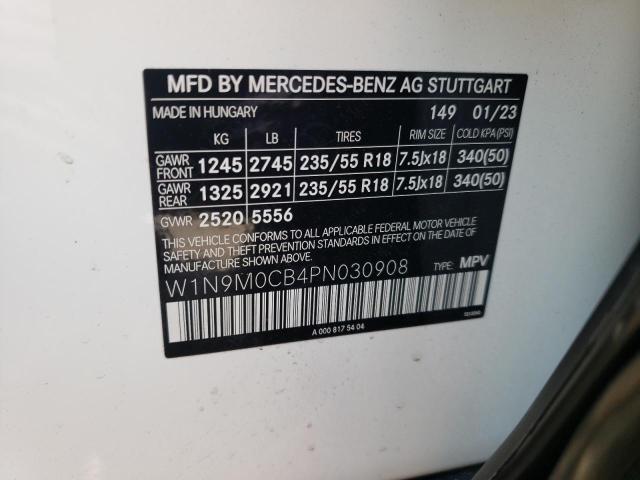 MFD BY MERCEDES-BENZ AG STUTTGART
MADE IN HUNGARY 149 01/23
KG LB TIRES RIM SIZE COLD KPA(PSI)
GAWR FRONT 1245 2745 235/55 R18 7.5Jx18 340(50)
GAWR REAR 1325 2921 235/55 R18 7.5Jx18 340(50)
GVWR 2520 5556
THIS VEHICLE CONFORMS TO ALL APPLICABLE FEDERAL MOTOR VEHICLE
SAFETY AND THEFT PREVENTION STANDARDS IN EFFECT ON THE DATE OF
MANUFACTURE SHOWN ABOVE.
W1N9M0CB4PN030908 TYPE: MPV
A 000 817 54 04